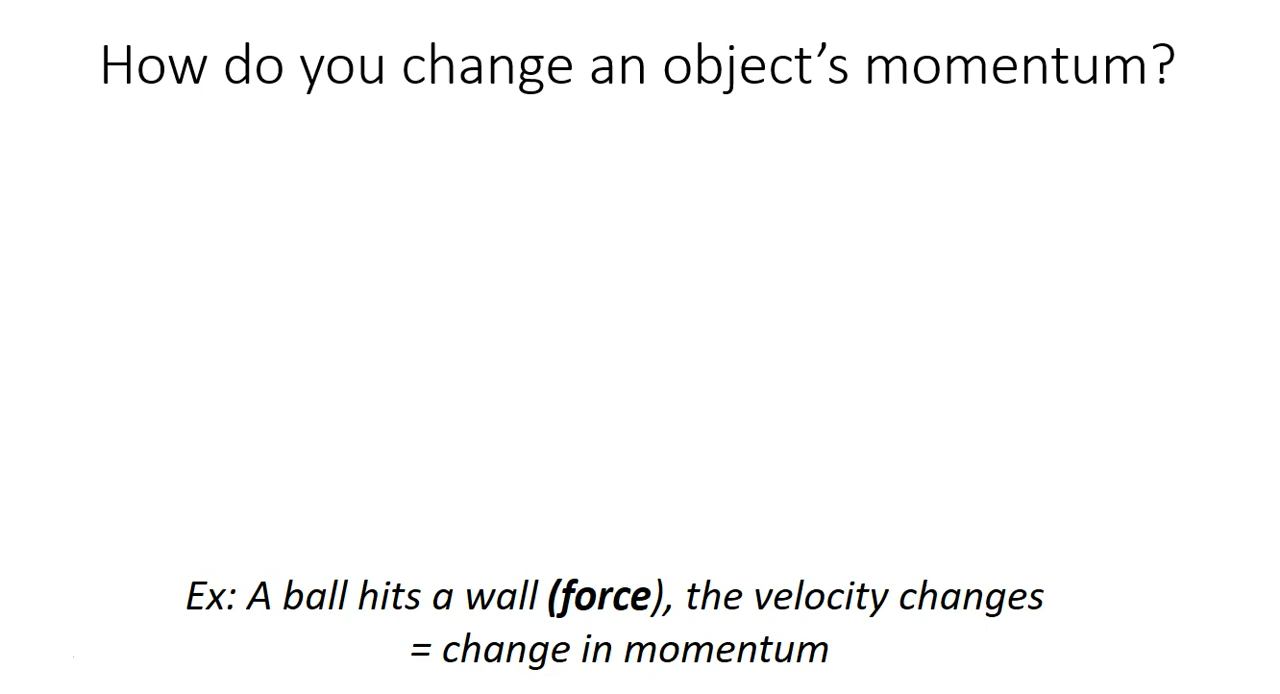 How do you change an object’s momentum?
Ex: A ball hits a wall (force), the velocity changes
= change in momentum